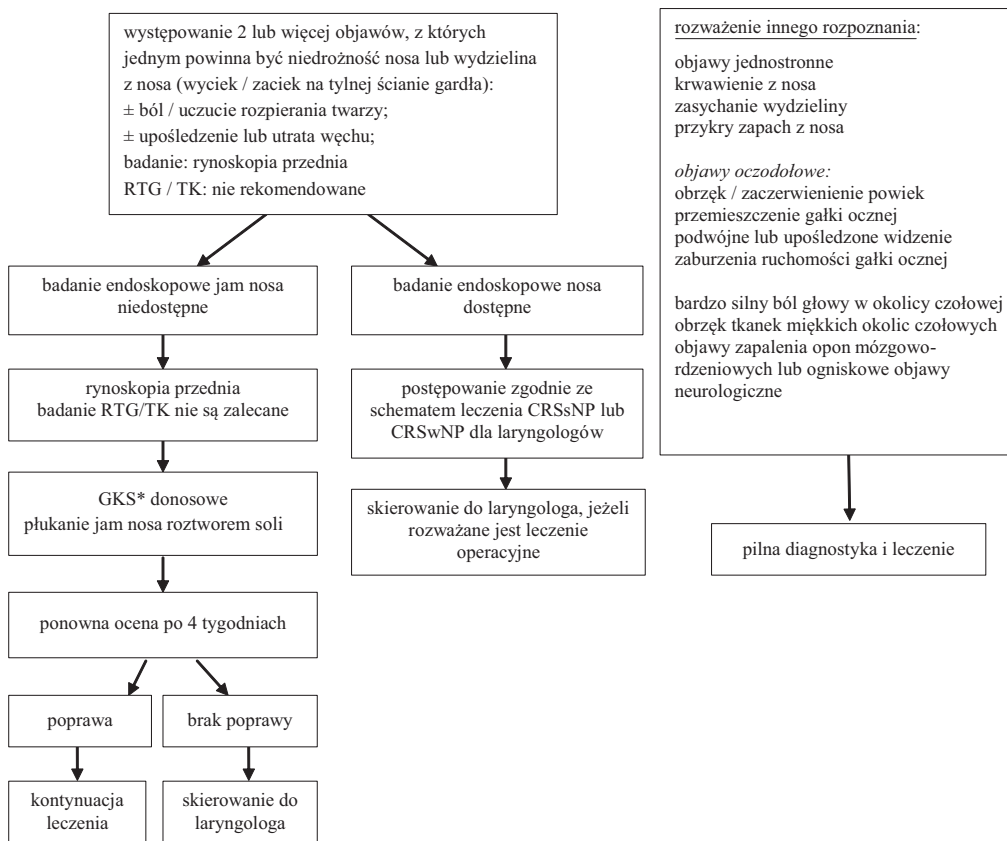 występowanie 2 lub więcej objawów, z których
jednym powinna być niedrożność nosa lub wydzielina
z nosa (wyciek / zaciek na tylnej ścianie gardła):
± ból / uczucie rozpierania twarzy;
± upośledzenie lub utrata węchu;
badanie: rynoskopia przednia
RTG / TK: nie rekomendowane
badanie endoskopowe jam nosa
niedostępne
rynoskopia przednia
badanie RTG/TK nie są zalecane
GKS* donosowe
płukanie jam nosa roztworem soli
ponowna ocena po 4 tygodniach
poprawa
brak poprawy
kontynuacja
leczenia
skierowanie do
laryngologa
badanie endoskopowe nosa
dostępne
postępowanie zgodnie ze
schematem leczenia CRSsNP lub
CRSwNP dla laryngologów
skierowanie do laryngologa, jeżeli
rozważane jest leczenie
operacyjne
rozważenie innego rozpoznania:
objawy jednostronne
krwawienie z nosa
zasychanie wydzieliny
przykry zapach z nosa
objawy oczodołowe:
obrzęk / zaczerwienienie powiek
przemieszczenie gałki ocznej
podwójne lub upośledzone widzenie
zaburzenia ruchomości gałki ocznej
bardzo silny ból głowy w okolicy czołowej
obrzęk tkanek miękkich okolic czołowych
objawy zapalenia opon mózgowo-
rdzeniowych lub ogniskowe objawy
neurologiczne
pilna diagnostyka i leczenie